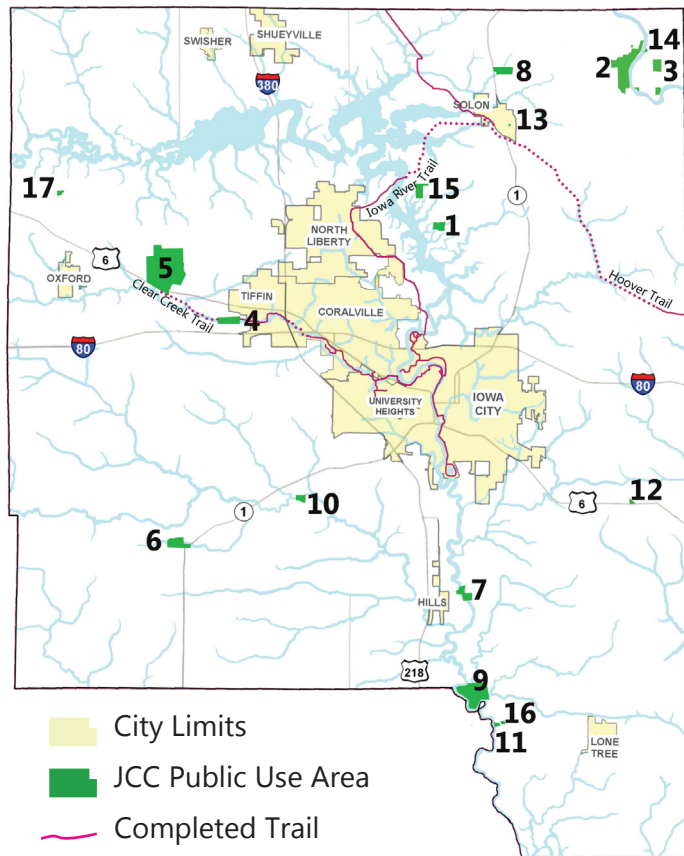 SHUEYVILLE
SWISHER
380
14
2
3
8
SOLON
13
17
15
Iowa River Trail
1
1
NORTH
LIBERTY
6
OXFORD
5
Hoover Trail
TIFFIN
Clear Creek Trail
4
CORALVILLE
80
80
UNIVERSITY
HEIGHTS
IOWA
CITY
10
12
6
1
6
7
HILLS
218
9
16
11
LONE
TREE
City Limits
JCC Public Use Area
Completed Trail